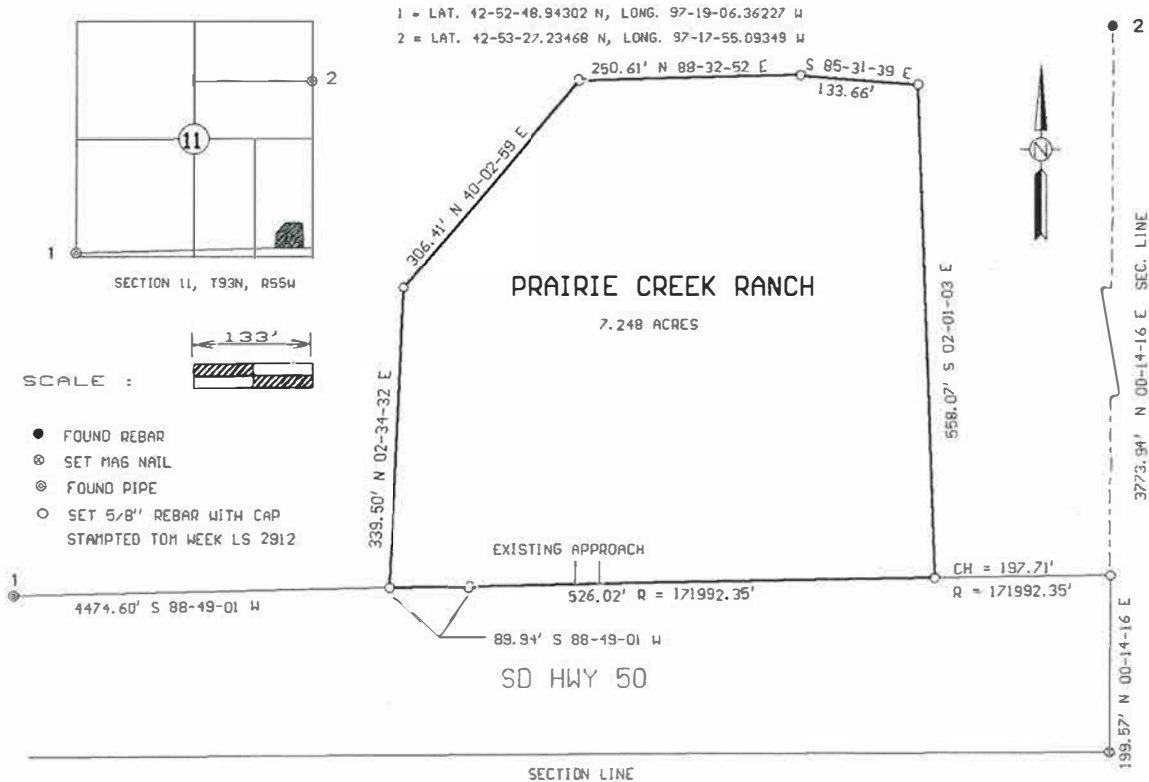 1 = LAT. 42-52-48.94302 N, LONG. 97-19-06.36227 W
2 = LAT. 42-53-27.23468 N, LONG. 97-17-55.09349 W
2
250.61' N 88-32-52 E
S 85-31-39 E
133.66'
2
11
1
SECTION 11, T93N, R55W
N
306.41' N 40-02-59 E
PRAIRIE CREEK RANCH
7.248 ACRES
133'
SCALE :
FOUND REBAR
SET MAG NAIL
FOUND PIPE
SET 5/8" REBAR WITH CAP
STAMPTED TOM WEEK LS 2912
339.50' N 02-34-32 E
558.07' S 02-01-03 E
3773.94' N 00-14-16 E SEC. LINE
EXISTING APPROACH
1
4474.60' S 88-49-01 W
526.02' R = 171992.35'
CH = 197.71'
R = 171992.35'
89.94' S 88-49-01 W
SD HWY 50
199.57' N 00-14-16 E
SECTION LINE